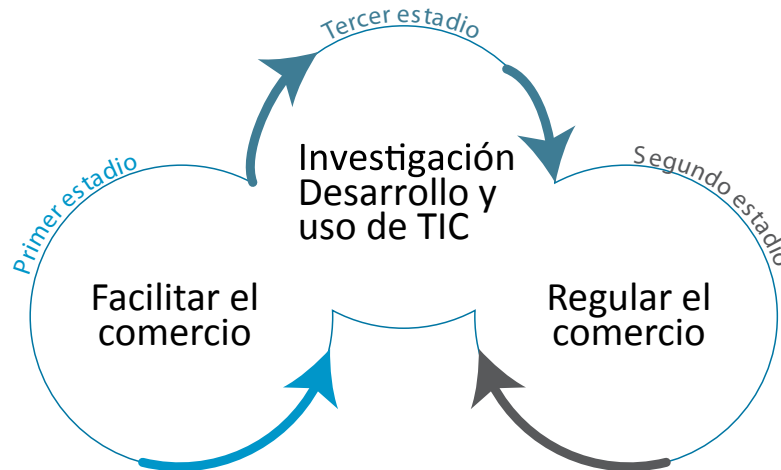 Tercer estadio
Investigación
Desarrollo y
uso de TIC
Primer estadio
Facilitar el
comercio
Segundo estadio
Regular el
comercio